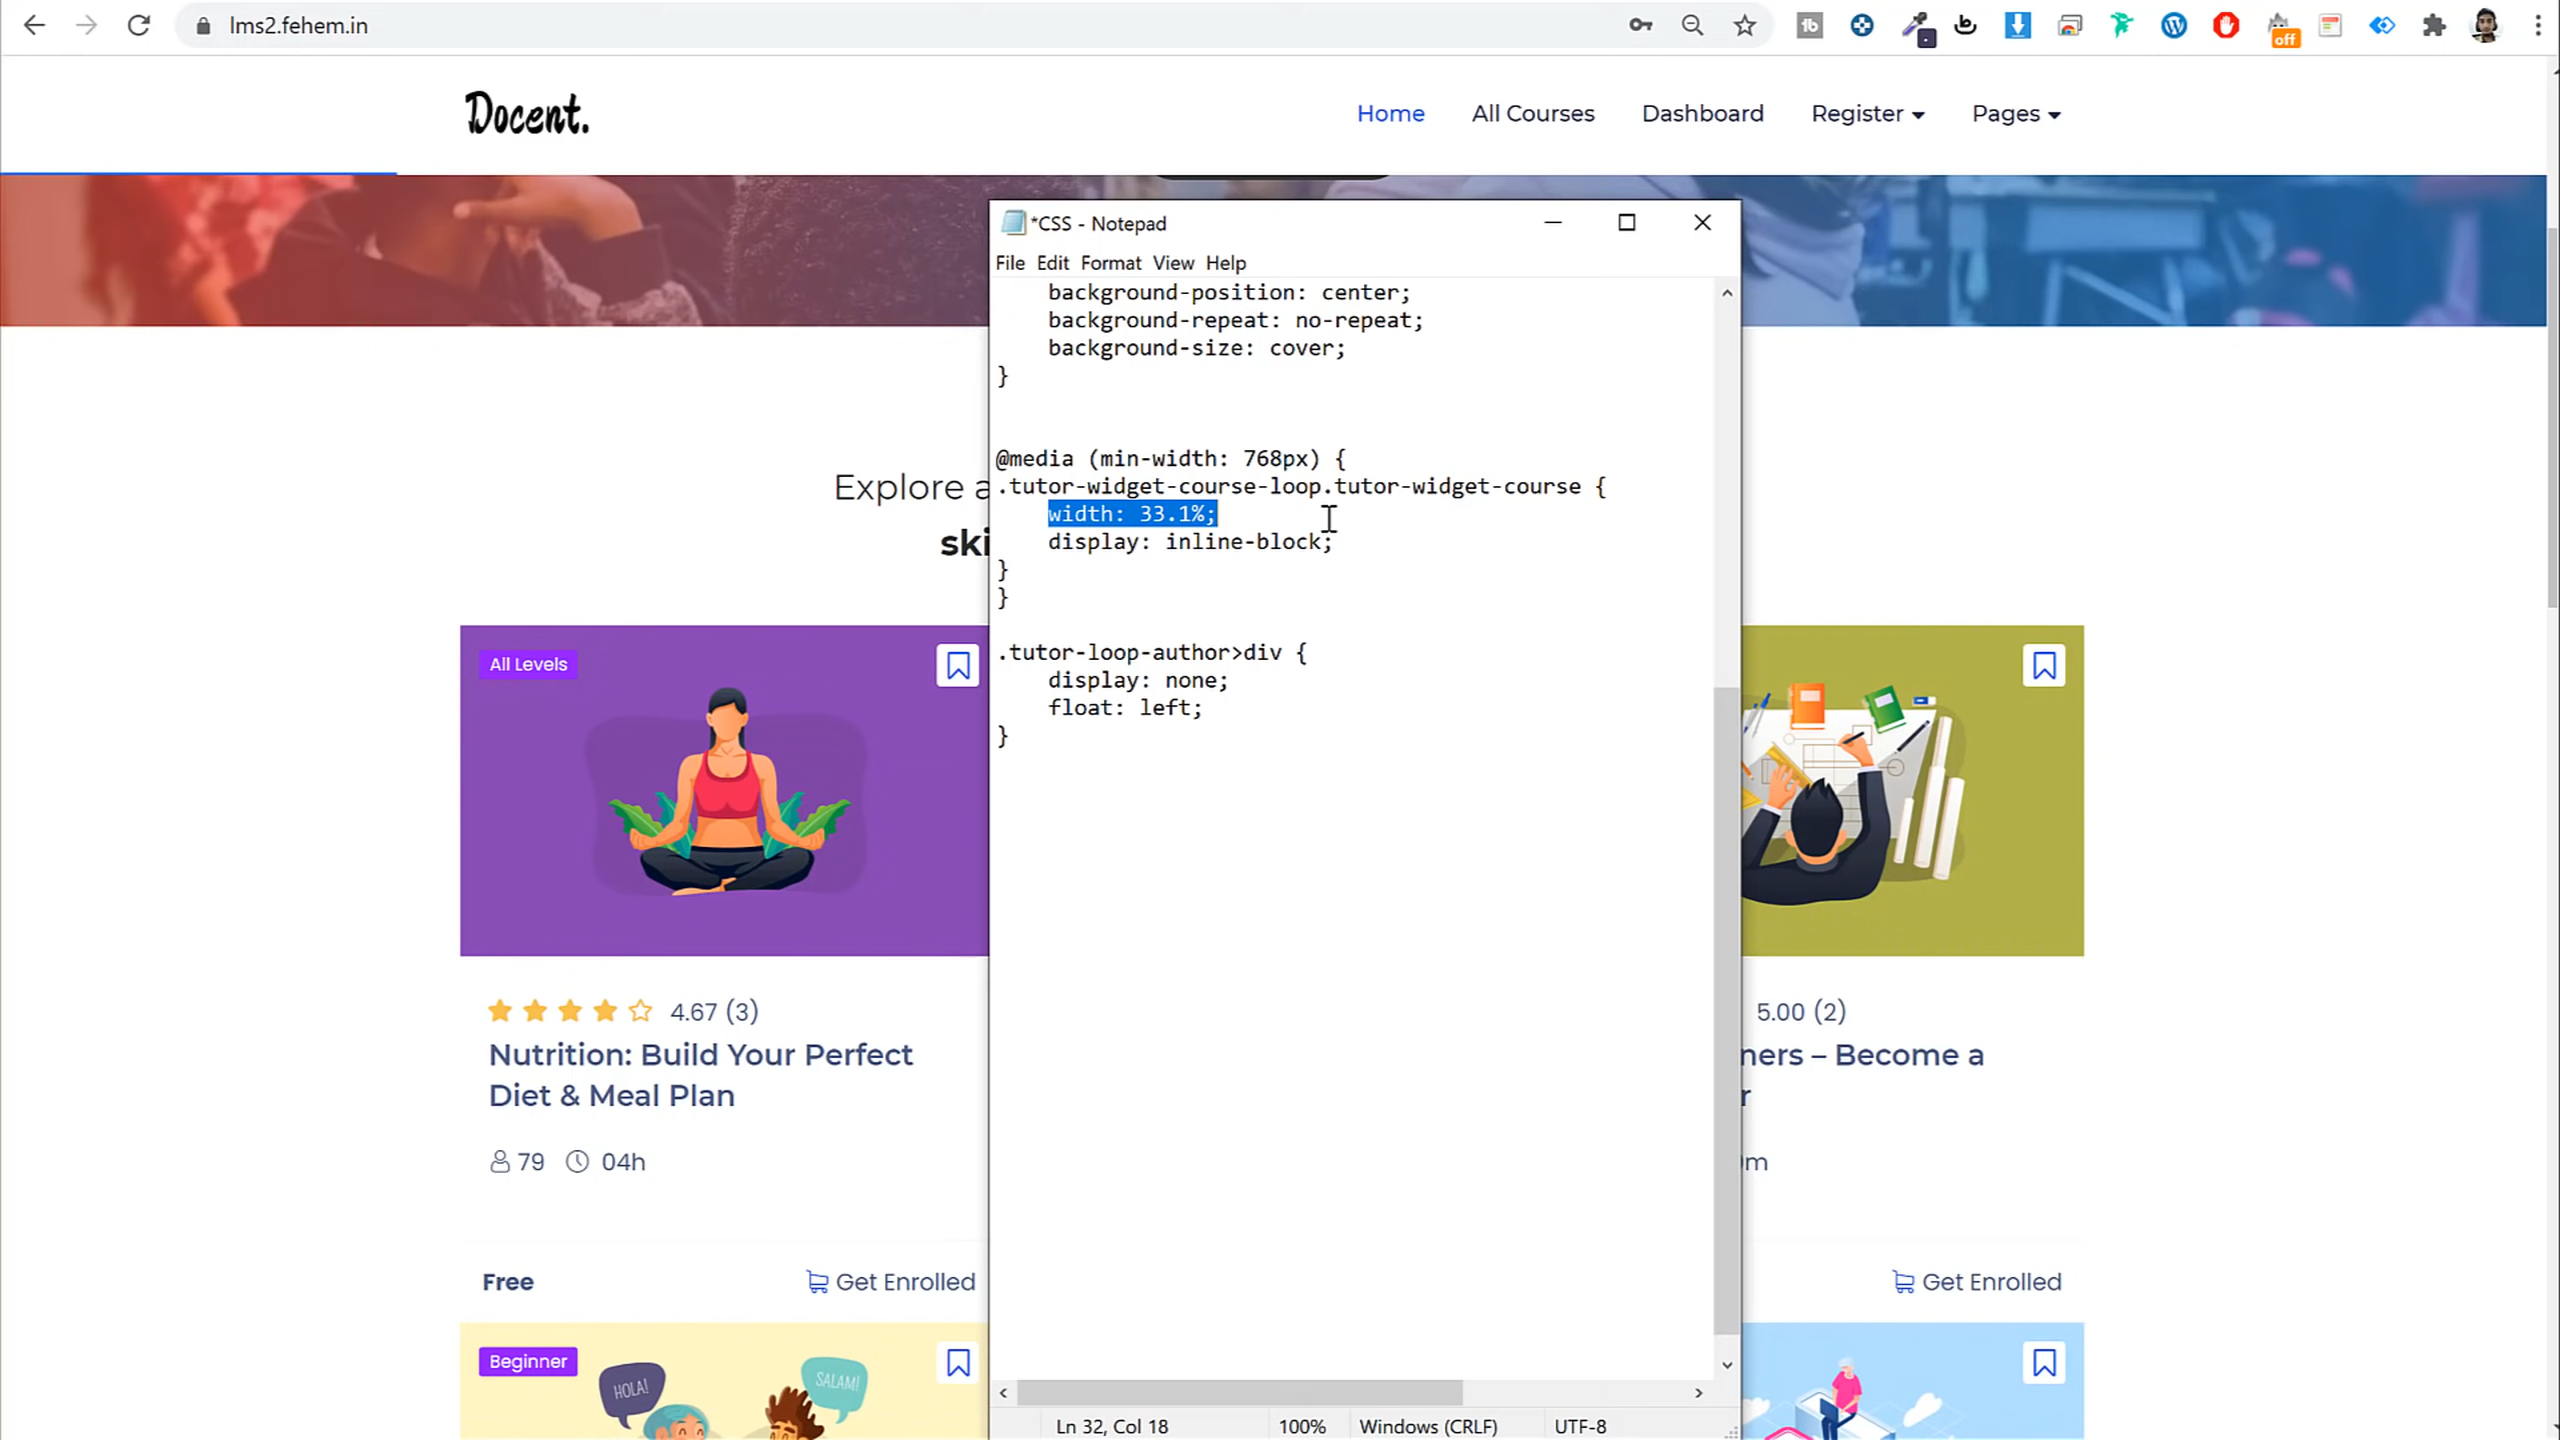 lms2.fehem.in
off
Docent.
Home
All Courses
Dashboard
Register
Pages
*CSS - Notepad
File Edit Format View Help
background-position: center;
background-repeat: no-repeat;
background-size: cover;
}
@media (min-width: 768px) {
.tutor-widget-course-loop.tutor-widget-course {
width: 33.1%;
display: inline-block;
}
}
.tutor-loop-author>div {
display: none;
float: left;
}
Ln 32, Col 18
100%
Windows (CRLF)
UTF-8
Explore
All Levels
4.67 (3)
Nutrition: Build Your Perfect
Diet & Meal Plan
79
04h
Free
Get Enrolled
5.00 (2)
ners – Become a
r
m
Get Enrolled
Beginner
HOLA!
SALAM!